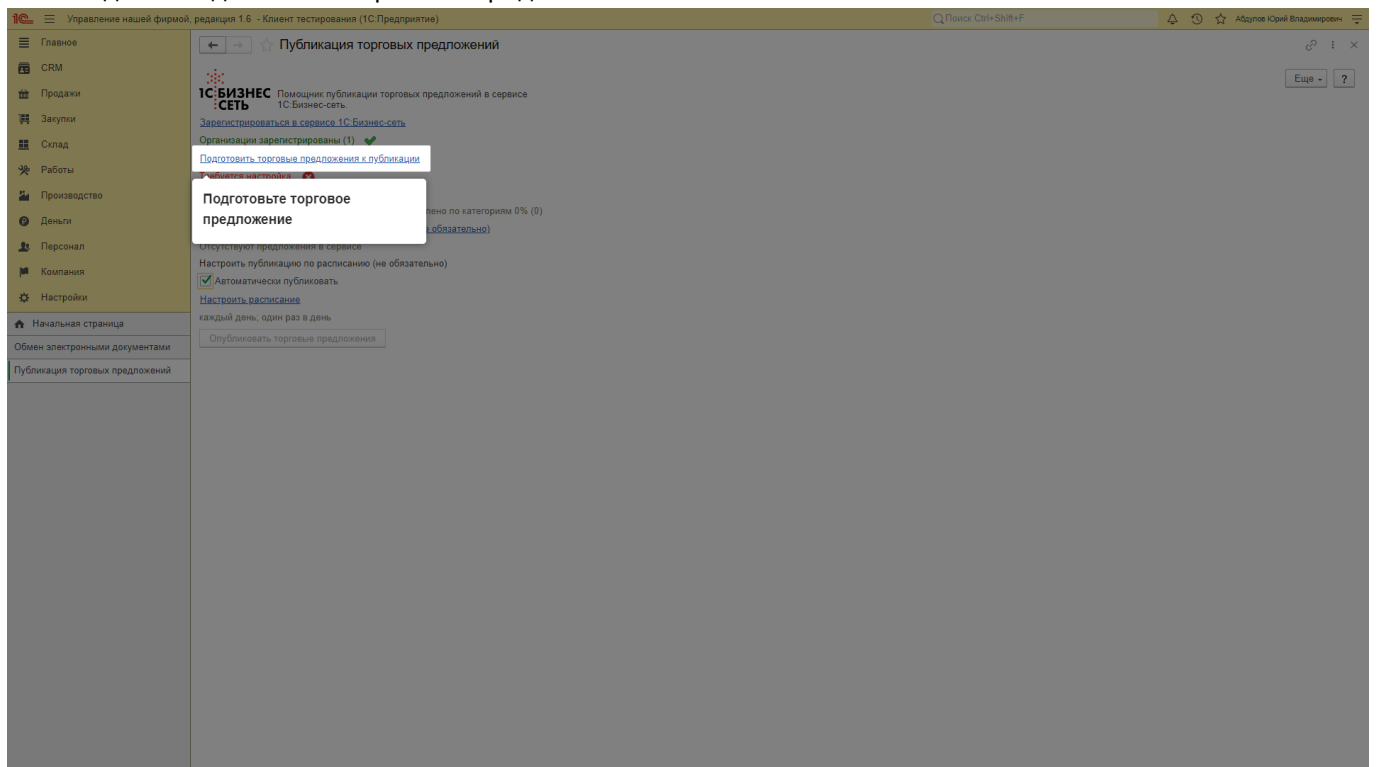 1С Управление нашей фирмой, редакция 1.6 - Клиент тестирования (1С:Предприятие)
Поиск Ctrl+Shift+F
Абдулов Юрий Владимирович
Главное
CRM
Продажи
Закупки
Склад
Работы
Производство
Деньги
Персонал
Компания
Настройки
Начальная страница
Обмен электронными документами
Публикация торговых предложений
Публикация торговых предложений
Еще
?
1С БИЗНЕС СЕТЬ
Помощник публикации торговых предложений в сервисе
1С:Бизнес-сеть.
Зарегистрироваться в сервисе 1С:Бизнес-сеть
Организации зарегистрированы (1)
Подготовить торговые предложения к публикации
Требуется настройка
Подготовьте торговое
предложение
по категориям 0% (0)
обязательно)
Отсутствуют предложения в сервисе
Настроить публикацию по расписанию (не обязательно)
Автоматически публиковать
Настроить расписание
каждый день; один раз в день
Опубликовать торговые предложения